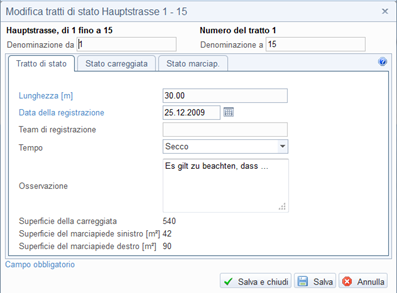 Modifica tratti di stato Hauptstrasse 1 - 15
Hauptstrasse, di 1 fino a 15 Numero del tratto 1
Denominazione da 1 Denominazione a 15
Tratto di stato Stato carreggiata Stato marciap.
Lunghezza [m] 30.00
Data della registrazione 25.12.2009
Team di registrazione
Tempo Secco
Osservazione Es gilt zu beachten, dass ...
Superficie della carreggiata 540
Superficie del marciapiede sinistro [m²] 42
Superficie del marciapiede destro [m²] 90
Campo obbligatorio
Salva e chiudi Salva Annulla